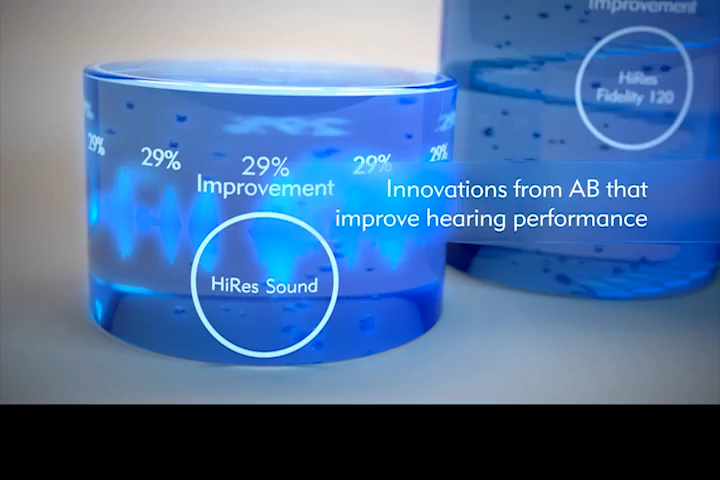 Improvement
HiRes
Fidelity 120
29%
29%
29%
29%
29%
Improvement
HiRes Sound
Innovations from AB that
improve hearing performance